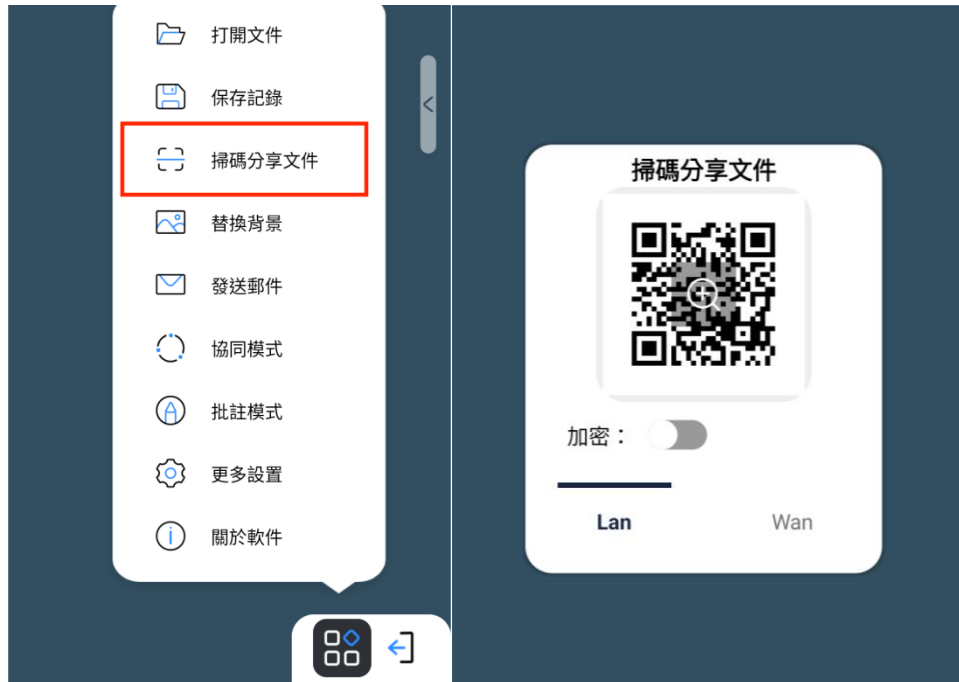 打開文件
保存記錄
掃碼分享文件
替換背景
發送郵件
協同模式
批註模式
更多設置
關於軟件
掃碼分享文件
加密：
Lan
Wan